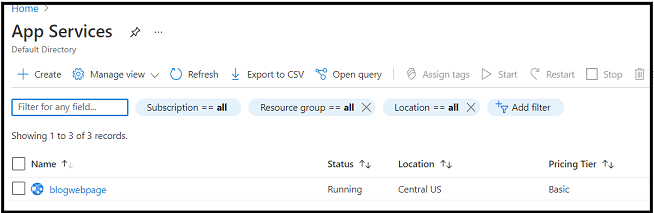 Home >
App Services
Default Directory
Create Manage view Refresh Export to CSV Open query Assign tags Start Restart Stop
Filter for any field... Subscription == all Resource group == all Location == all Add filter
Showing 1 to 3 of 3 records.
Name Status Location Pricing Tier
blogwebpage Running Central US Basic